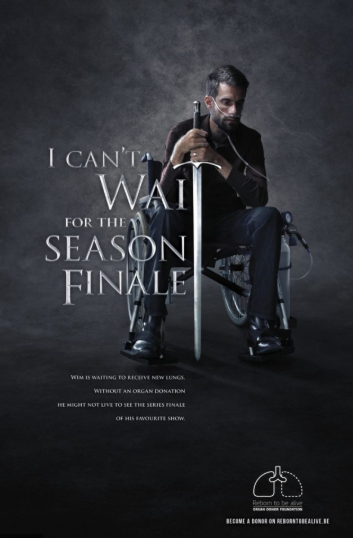 I CAN'T
WAI
FOR THE
SEASON
FINALE
WIM IS WAITING TO RECEIVE NEW LUNGS.
WITHOUT AN ORGAN DONATION
HE MIGHT NOT LIVE TO SEE THE SERIES FINALE
OF HIS FAVOURITE SHOW.
Reborn to be alive
ORGAN DONOR FOUNDATION
BECOME A DONOR ON REBORNTOBEALIVE.BE